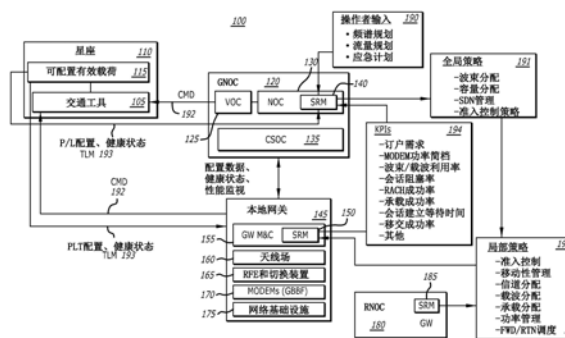 100
星座
110
可配置有效载荷
115
交通工具
105
P/L配置、健康状态
TLM 193
CMD
192
GNOC
120
130
140
VOC
NOC
SRM
125
CSOC
135
操作者输入
190
•频谱规划
•流量规划
•应急计划
全局策略
191
-波束分配
-容量分配
-SDN管理
-准入控制策略
KPIs
194
-订户需求
-MODEM功率简档
-波束/载波利用率
-会话阻塞率
-RACH成功率
-承载成功率
-会话建立等待时间
-移交成功率
-其他
配置数据、
健康状态、
性能监视
CMD
192
PLT配置、健康状态
TLM 193
本地网关
145
150
GW M&C
SRM
155
天线场
160
RFE和切换装置
165
MODEMs (GBBF)
170
网络基础设施
175
RNOC
185
SRM
180
GW
局部策略
-准入控制
-移动性管理
-信道分配
-载波分配
-承载分配
-功率管理
-FWD/RTN调度